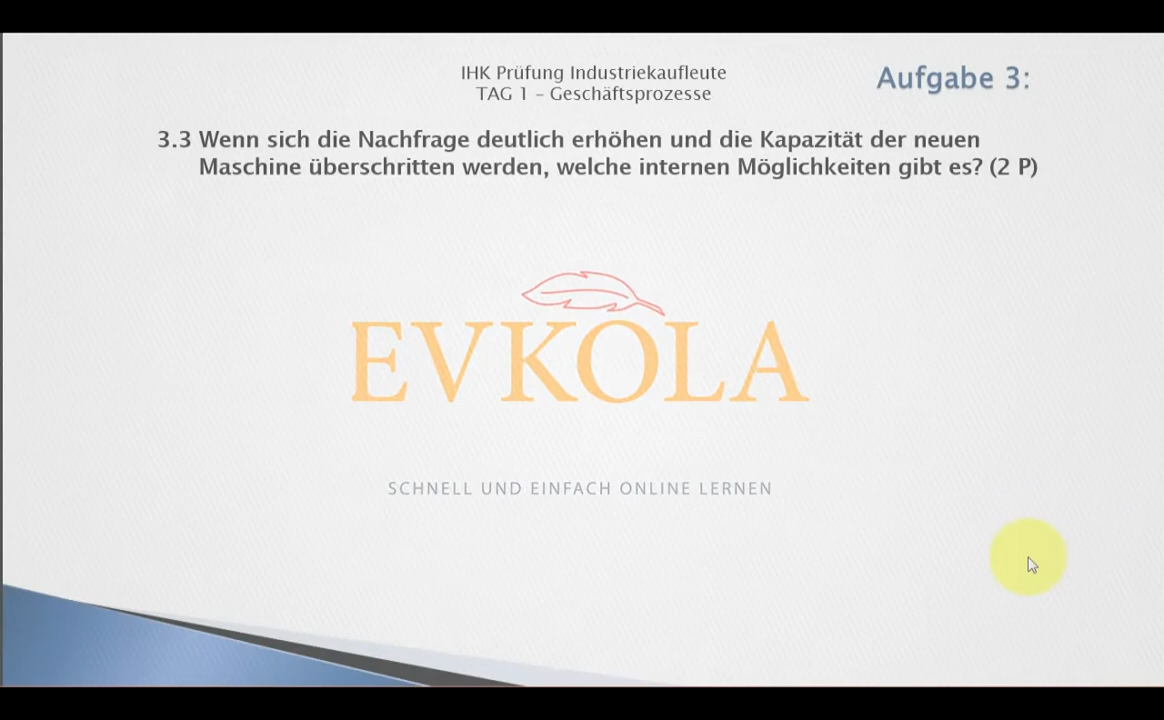 IHK Prüfung Industriekaufleute
TAG 1 – Geschäftsprozesse
Aufgabe 3:
3.3 Wenn sich die Nachfrage deutlich erhöhen und die Kapazität der neuen
Maschine überschritten werden, welche internen Möglichkeiten gibt es? (2 P)
EVKOLA
SCHNELL UND EINFACH ONLINE LERNEN